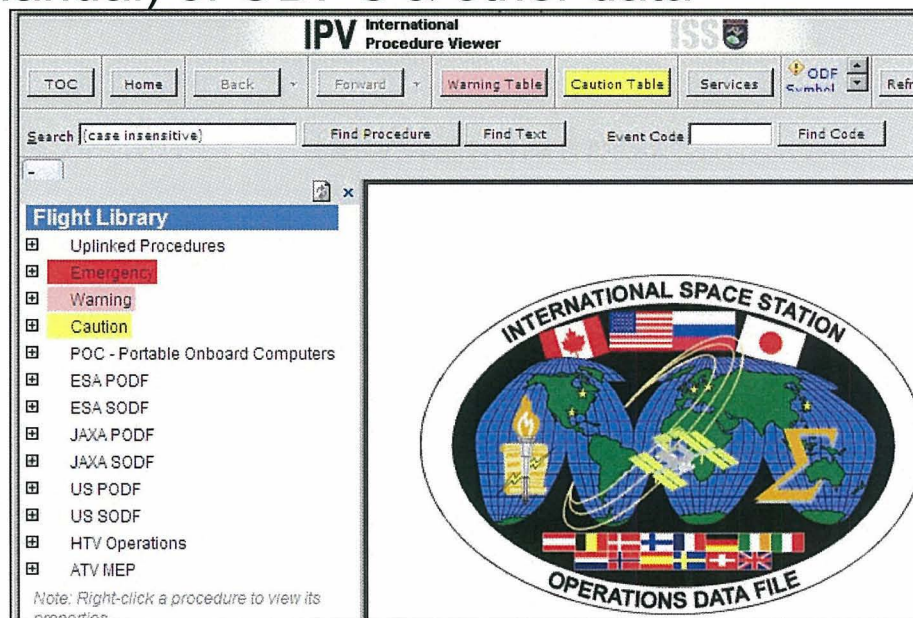 IPV International
Procedure Viewer
ISS
TOC Home Back Forward Warning Table Caution Table Services ODF
Symbol
Search (case insensitive) Find Procedure Find Text Event Code Find Code
Flight Library
Uplinked Procedures
Emergency
Warning
Caution
POC - Portable Onboard Computers
ESA PODF
ESA SODF
JAXA PODF
JAXA SODF
US PODF
US SODF
HTV Operations
ATV MEP
Note: Right-click a procedure to view its
INTERNATIONAL SPACE STATION
OPERATIONS DATA FILE